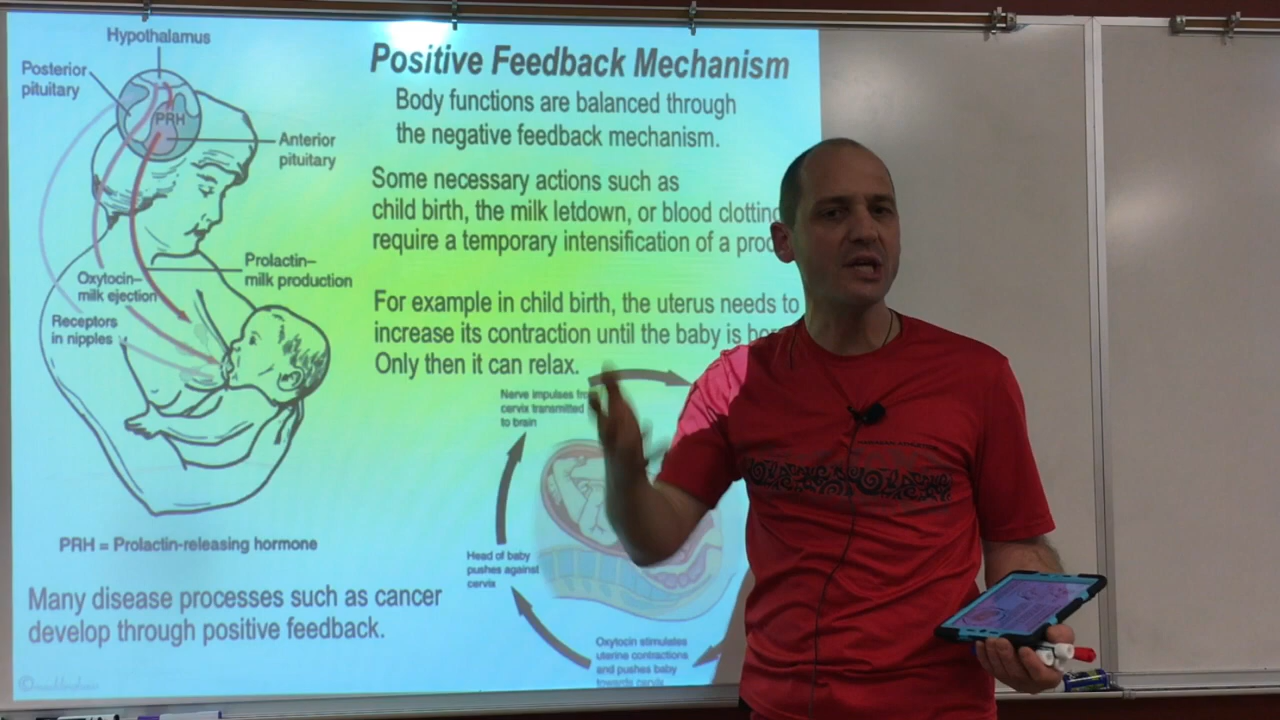 Hypothalamus
Posterior
pituitary
PRH
Anterior
pituitary
Prolactin–
milk production
Oxytocin–
milk ejection
Receptors
in nipples
PRH = Prolactin-releasing hormone
Many disease processes such as cancer
develop through positive feedback.
Positive Feedback Mechanism
Body functions are balanced through
the negative feedback mechanism.
Some necessary actions such as
child birth, the milk letdown, or blood clotting
require a temporary intensification of a
For example in child birth, the uterus needs to
increase its contraction until the baby is
Only then it can relax.
Nerve impulses
cervix transmitted
to brain
Head of baby
pushes against
cervix
Oxytocin stimulates
uterine contractions
and pushes baby
towards cervix